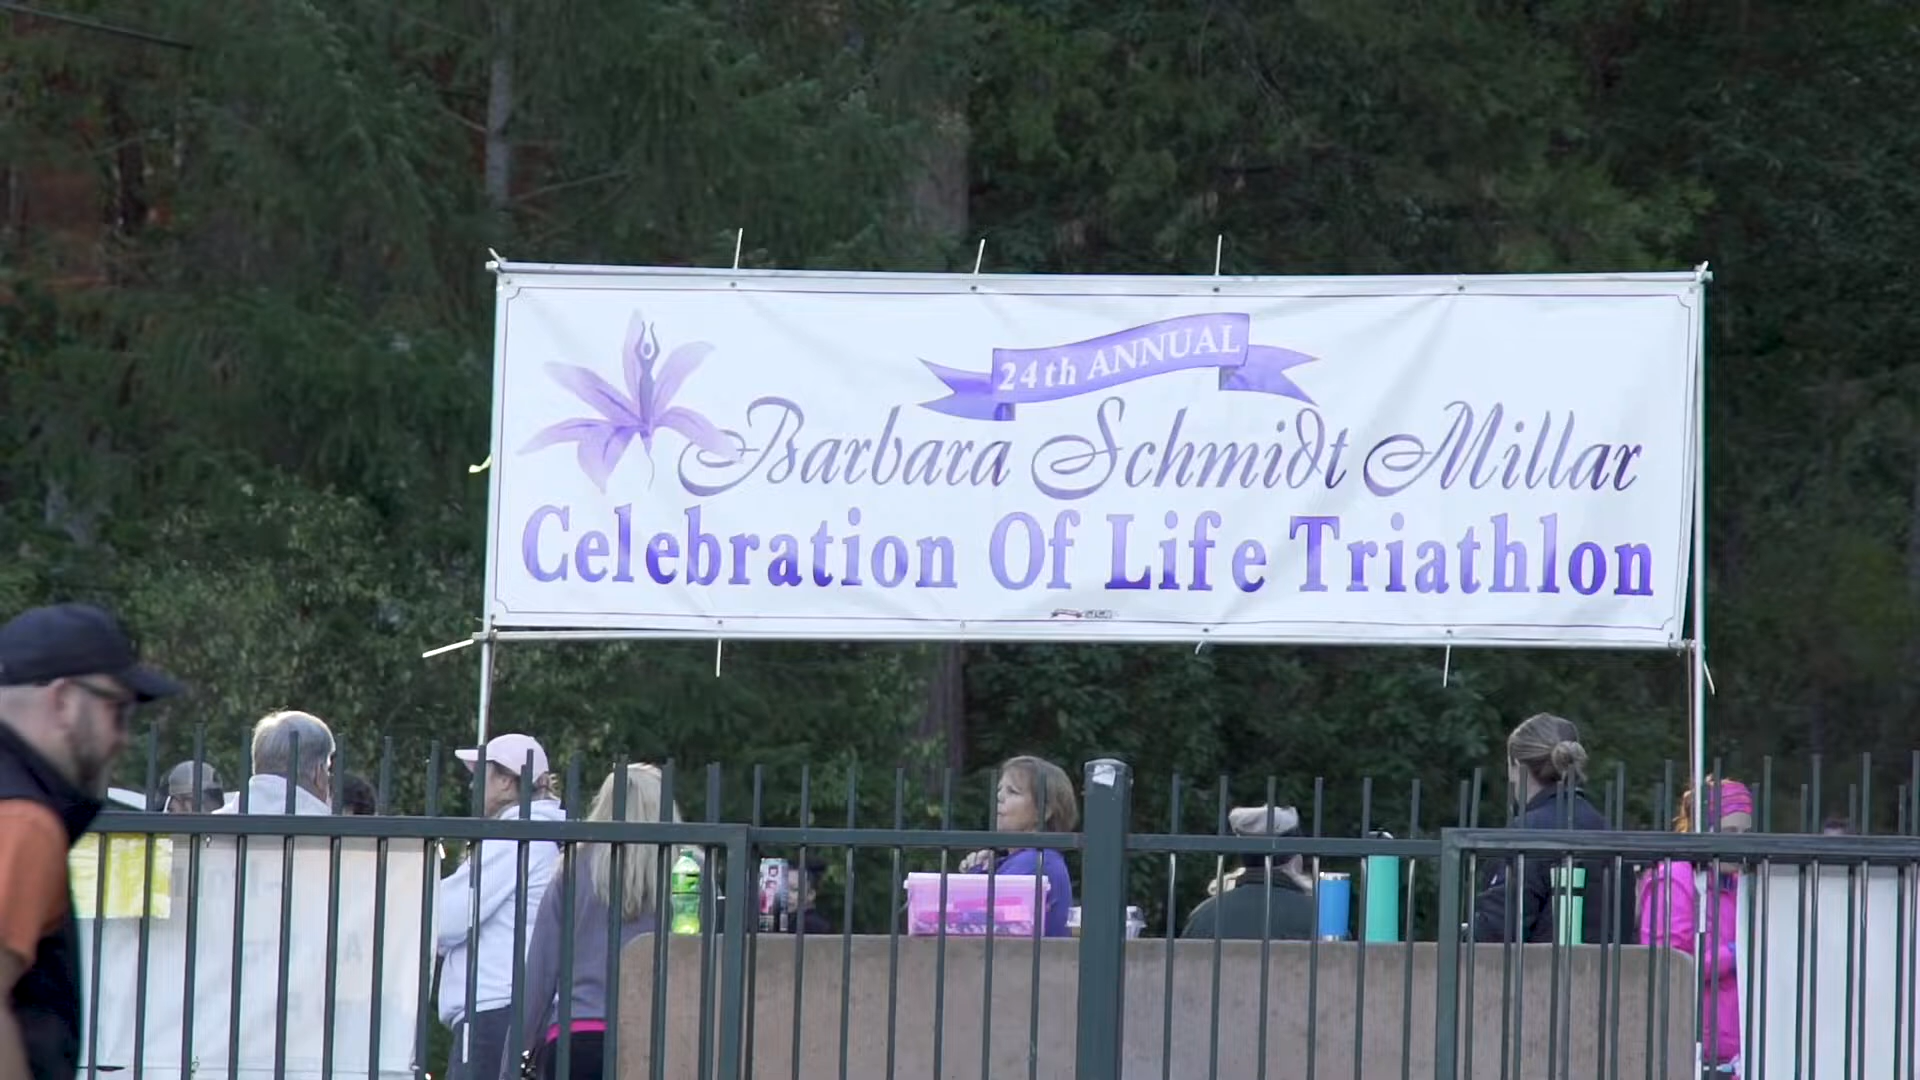 24th ANNUAL
Barbara Schmidt Millar
Celebration Of Life Triathlon